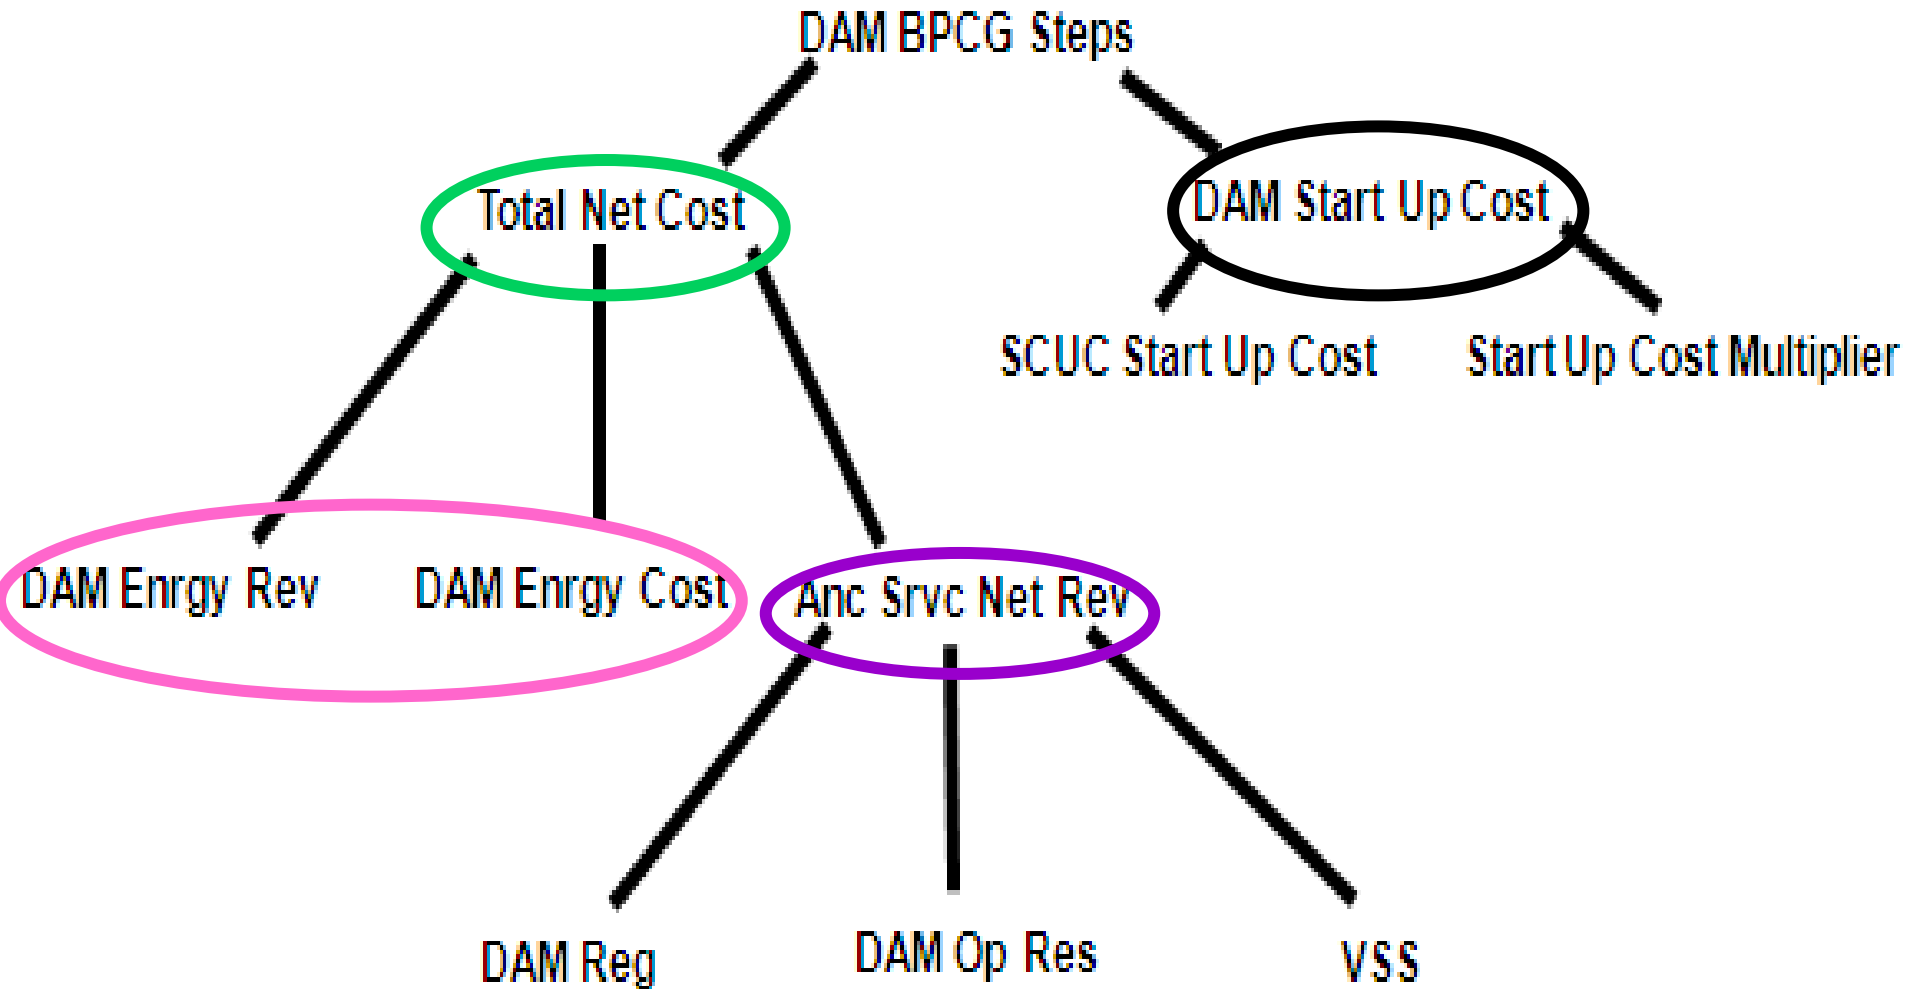 DAM BPCG Steps
Total Net Cost
DAM Start Up Cost
SCUC Start Up Cost
Start Up Cost Multiplier
DAM Enrgy Rev
DAM Enrgy Cost
Anc Srvc Net Rev
DAM Reg
DAM Op Res
VSS